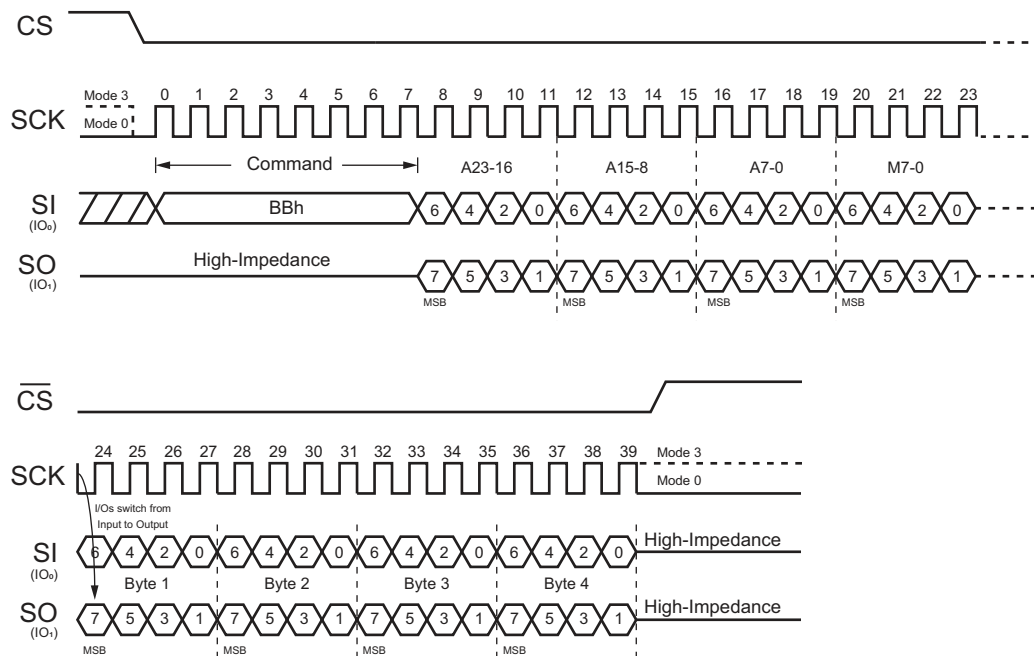 CS
Mode 3 0 1 2 3 4 5 6 7 8 9 10 11 12 13 14 15 16 17 18 19 20 21 22 23
SCK
Mode 0
Command A23-16 A15-8 A7-0 M7-0
SI
(IO₀)
BBh 6 4 2 0 6 4 2 0 6 4 2 0 6 4 2 0
SO
(IO₁)
High-Impedance 7 5 3 1 7 5 3 1 7 5 3 1 7 5 3 1
MSB MSB MSB MSB
CS
24 25 26 27 28 29 30 31 32 33 34 35 36 37 38 39 Mode 3
SCK
Mode 0
I/Os switch from
Input to Output
SI
(IO₀)
6 4 2 0 6 4 2 0 6 4 2 0 6 4 2 0 High-Impedance
Byte 1 Byte 2 Byte 3 Byte 4
SO
(IO₁)
7 5 3 1 7 5 3 1 7 5 3 1 7 5 3 1 High-Impedance
MSB MSB MSB MSB